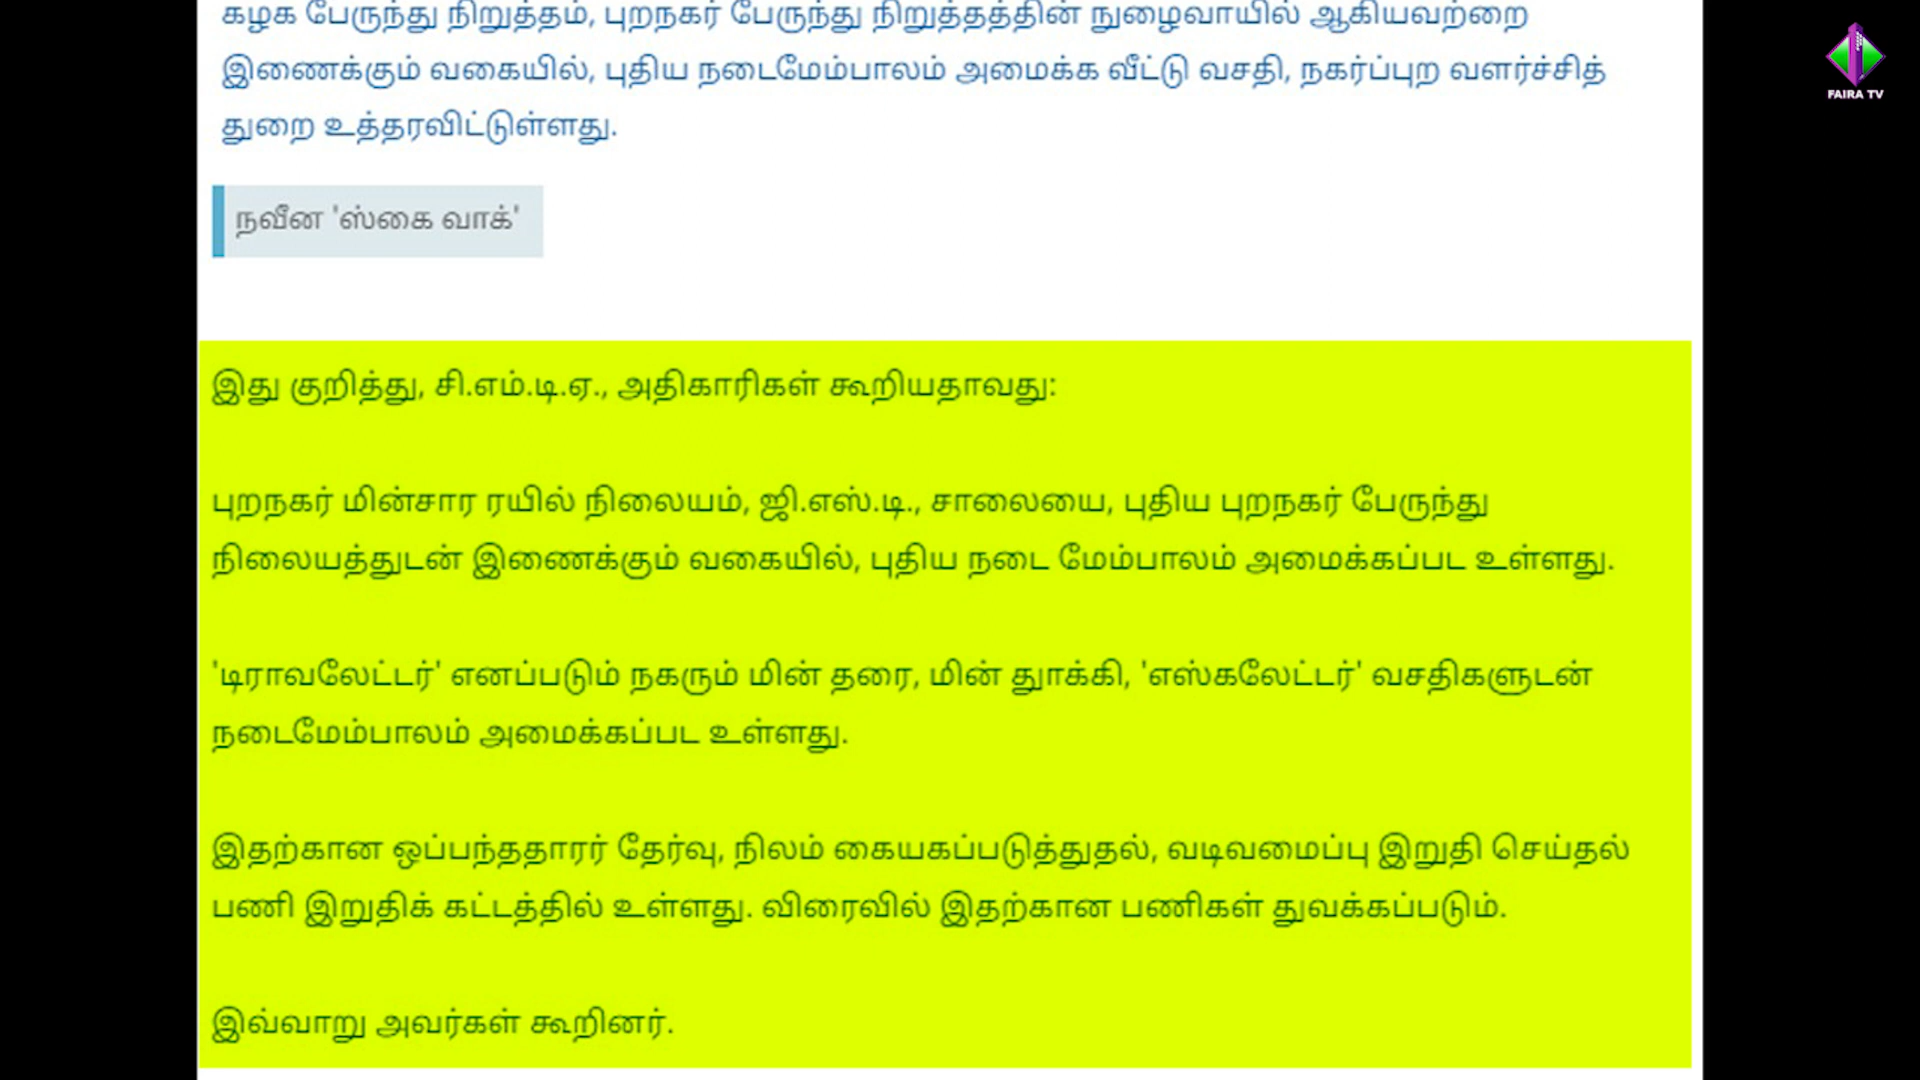 கழக பேருந்து நிறுத்தம், புறநகர் பேருந்து நிறுத்தத்தின் நுழைவாயில் ஆகியவற்றை
இணைக்கும் வகையில், புதிய நடைமேம்பாலம் அமைக்க வீட்டு வசதி, நகர்ப்புற வளர்ச்சித்
துறை உத்தரவிட்டுள்ளது.
நவீன 'ஸ்கை வாக்'
இது குறித்து, சி.எம்.டி.ஏ., அதிகாரிகள் கூறியதாவது:
புறநகர் மின்சார ரயில் நிலையம், ஜி.எஸ்.டி., சாலையை, புதிய புறநகர் பேருந்து
நிலையத்துடன் இணைக்கும் வகையில், புதிய நடை மேம்பாலம் அமைக்கப்பட உள்ளது.
'டிராவலேட்டர்' எனப்படும் நகரும் மின் தரை, மின் துாக்கி, 'எஸ்கலேட்டர்' வசதிகளுடன்
நடைமேம்பாலம் அமைக்கப்பட உள்ளது.
இதற்கான ஒப்பந்ததாரர் தேர்வு, நிலம் கையகப்படுத்துதல், வடிவமைப்பு இறுதி செய்தல்
பணி இறுதிக் கட்டத்தில் உள்ளது. விரைவில் இதற்கான பணிகள் துவக்கப்படும்.
இவ்வாறு அவர்கள் கூறினர்.
FAIRA TV